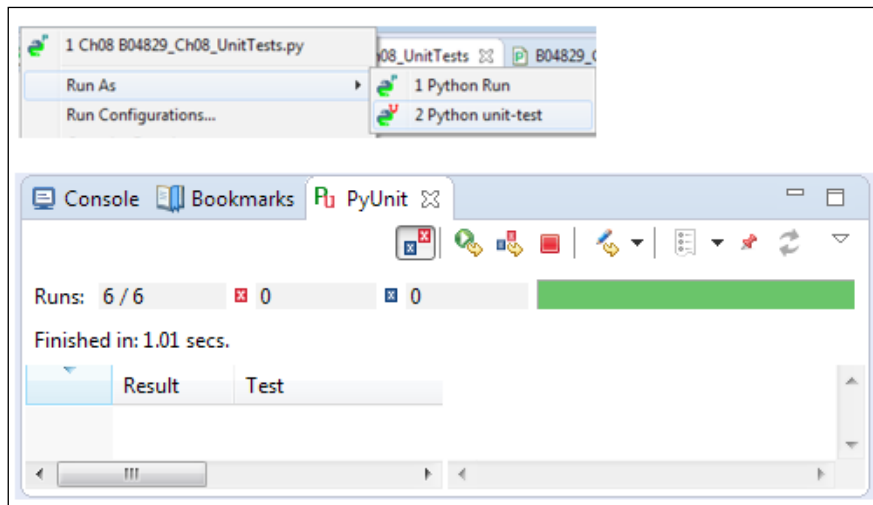 1 Ch08 B04829_Ch08_UnitTests.py
h08_UnitTests B04829_
Run As 1 Python Run
Run Configurations... 2 Python unit-test
Console Bookmarks PyUnit
Runs: 6 / 6 0 0
Finished in: 1.01 secs.
Result Test